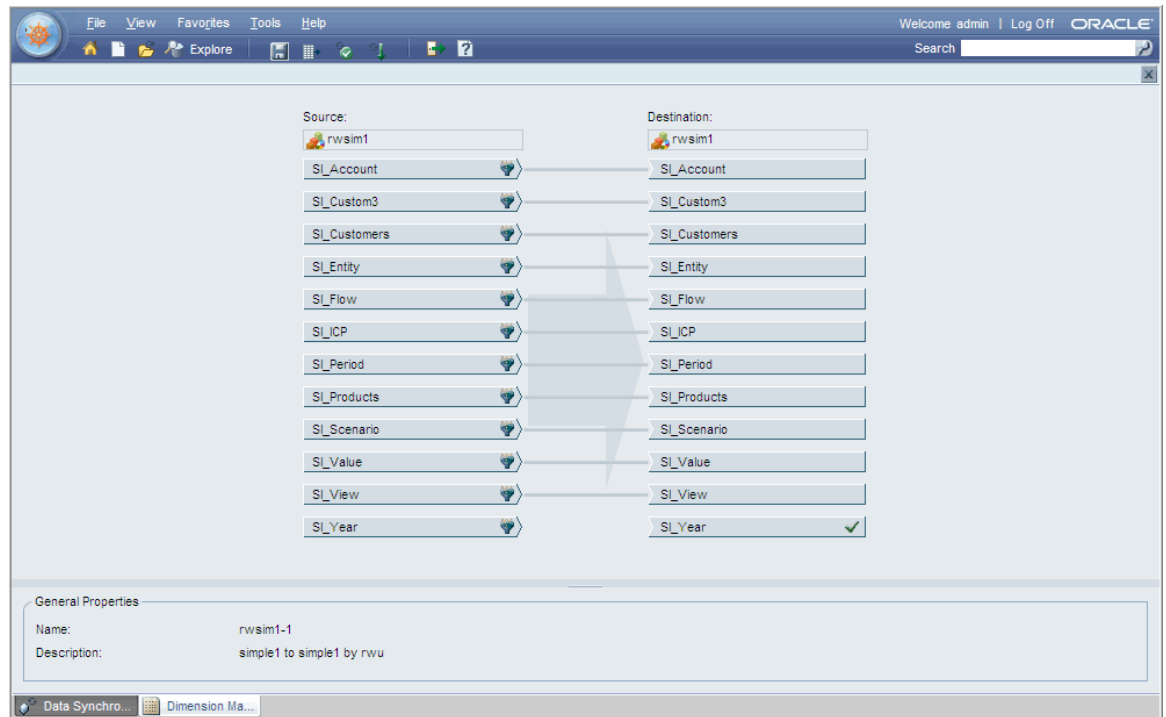 File View Favorites Tools Help Welcome admin | Log Off ORACLE
Explore Search
Source: Destination:
rwsim1 rwsim1
SI_Account SI_Account
SI_Custom3 SI_Custom3
SI_Customers SI_Customers
SI_Entity SI_Entity
SI_Flow SI_Flow
SI_ICP SI_ICP
SI_Period SI_Period
SI_Products SI_Products
SI_Scenario SI_Scenario
SI_Value SI_Value
SI_View SI_View
SI_Year SI_Year
General Properties
Name: rwsim1-1
Description: simple1 to simple1 by rwu
Data Synchro... Dimension Ma...